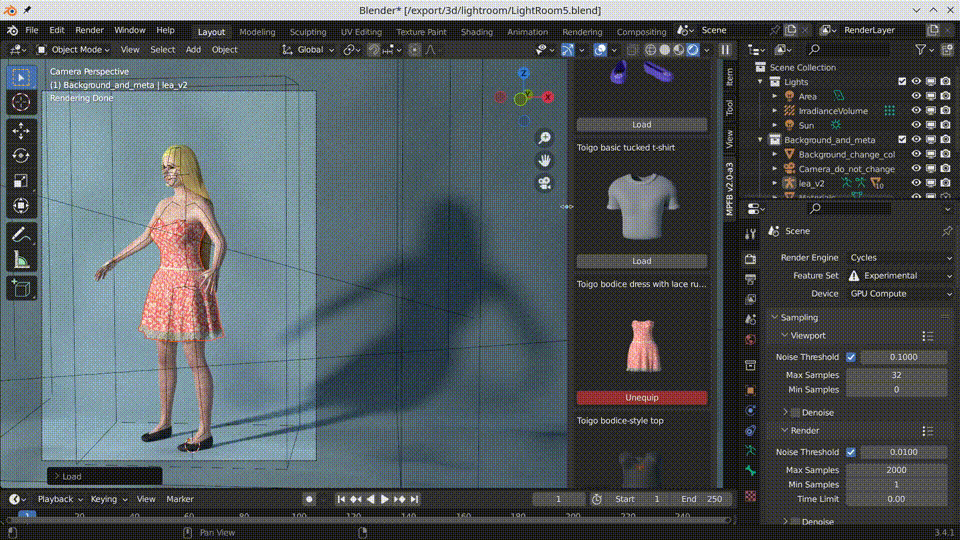 Blender* [/export/3d/lightroom/LightRoom5.blend]
File Edit Render Window Help Layout Modeling Sculpting UV Editing Texture Paint Shading Animation Rendering Compositing Scene RenderLayer
Object Mode View Select Add Object Global
Camera Perspective
(1) Background_and_meta | lea_v2
Rendering Done
Item
Tool
View
MPFB v2.0-a3
Load
Toigo basic tucked t-shirt
Load
Toigo bodice dress with lace ru...
Unequip
Toigo bodice-style top
Load
Scene Collection
Lights
Area
IrradianceVolume
Sun
Background_and_meta
Background_change_col
Camera_do_not_change
lea_v2 10
Scene
Render Engine Cycles
Feature Set Experimental
Device GPU Compute
Sampling
Viewport
Noise Threshold 0.1000
Max Samples 32
Min Samples 0
Denoise
Render
Noise Threshold 0.0100
Max Samples 2000
Min Samples 1
Time Limit 0.00
Denoise
Playback Keying View Marker 1 Start 1 End 250
1 20 40 60 80 100 120 140 160 180 200 220 240
Pan View 3.4.1